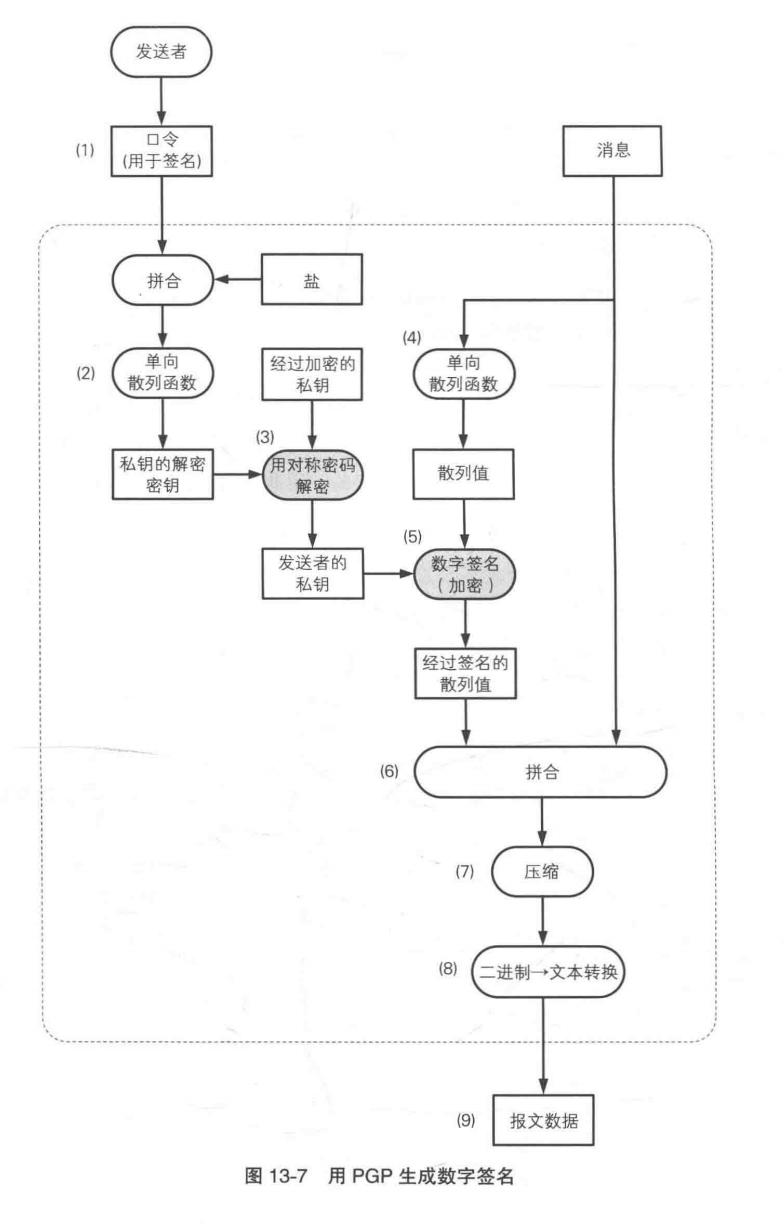 发送者
(1)
口令
(用于签名)
消息
拼合
盐
(2)
单向
散列函数
经过加密的
私钥
(4)
单向
散列函数
(3)
私钥的解密
密钥
用对称密码
解密
散列值
(5)
发送者的
私钥
数字签名
(加密)
经过签名的
散列值
(6)
拼合
(7)
压缩
(8)
二进制→文本转换
(9)
报文数据
图 13-7 用 PGP 生成数字签名